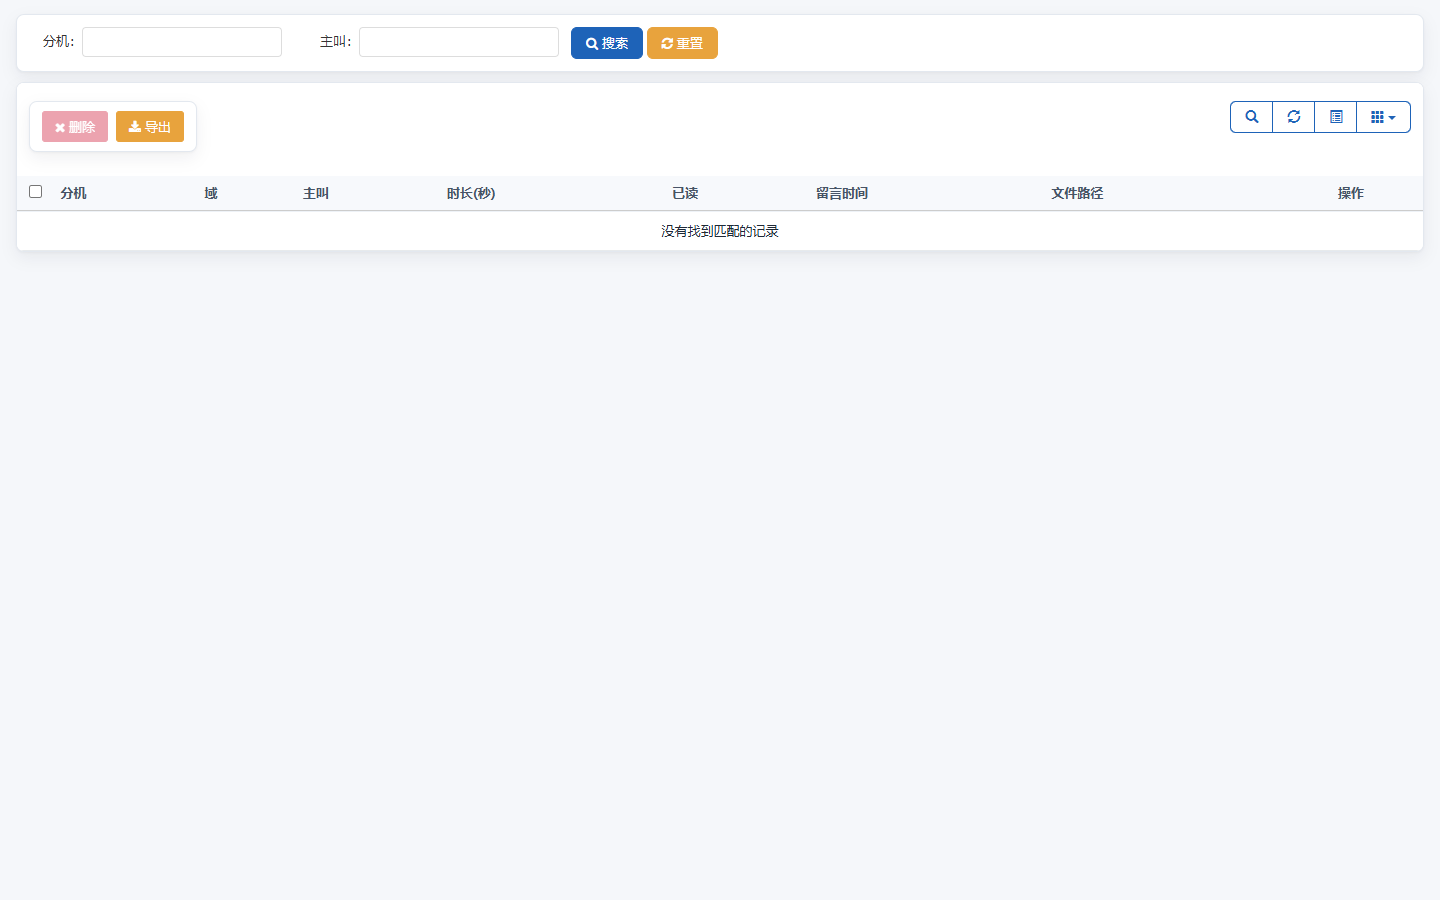 分机： 主叫： 搜索 重置
删除 导出
分机 域 主叫 时长(秒) 已读 留言时间 文件路径 操作
没有找到匹配的记录